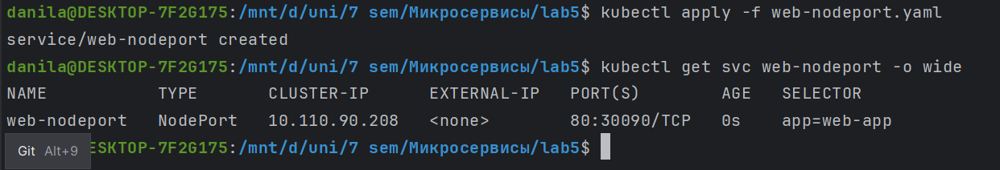 danila@DESKTOP-7F2G175:/mnt/d/uni/7 sem/Микросервисы/lab5$ kubectl apply -f web-nodeport.yaml
service/web-nodeport created
danila@DESKTOP-7F2G175:/mnt/d/uni/7 sem/Микросервисы/lab5$ kubectl get svc web-nodeport -o wide
NAME TYPE CLUSTER-IP EXTERNAL-IP PORT(S) AGE SELECTOR
web-nodeport NodePort 10.110.90.208 <none> 80:30090/TCP 0s app=web-app
Git Alt+9 ESKTOP-7F2G175:/mnt/d/uni/7 sem/Микросервисы/lab5$